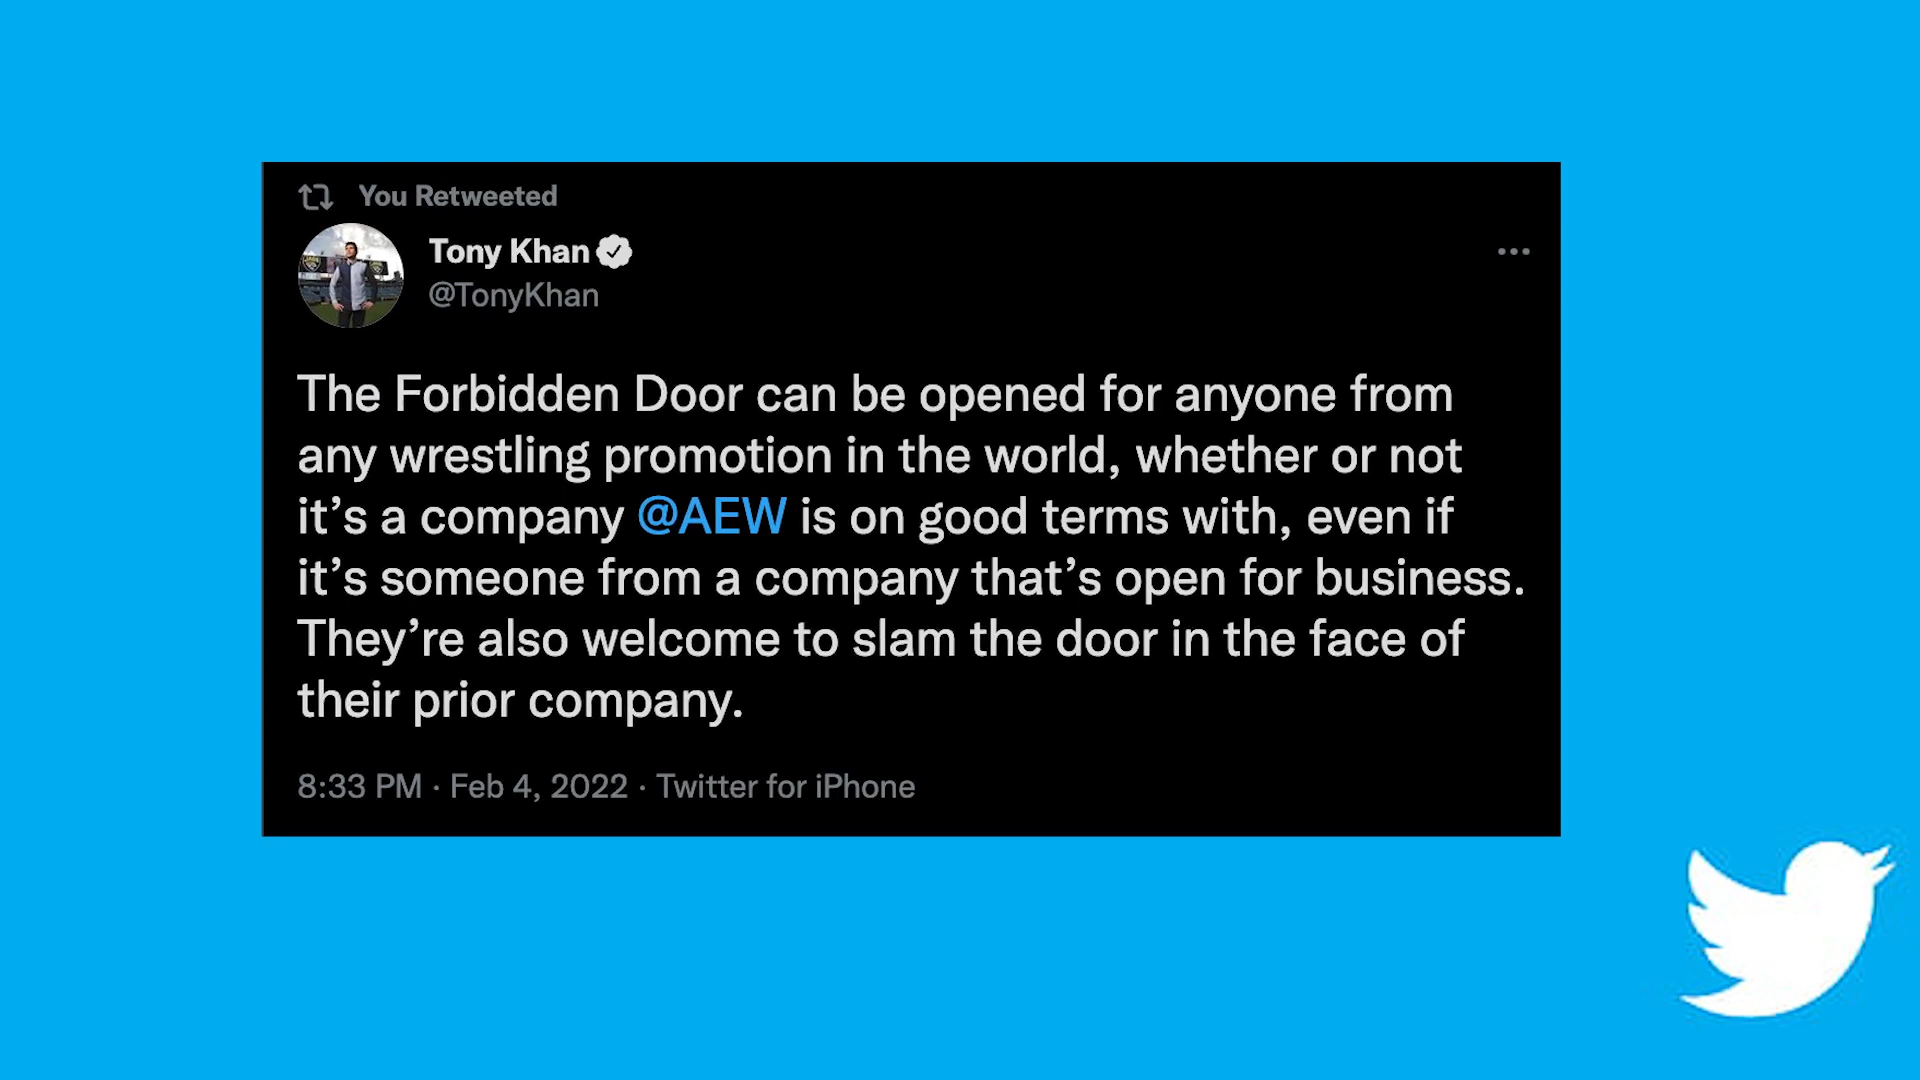 You Retweeted
Tony Khan
@TonyKhan
The Forbidden Door can be opened for anyone from
any wrestling promotion in the world, whether or not
it’s a company @AEW is on good terms with, even if
it’s someone from a company that’s open for business.
They’re also welcome to slam the door in the face of
their prior company.
8:33 PM · Feb 4, 2022 · Twitter for iPhone